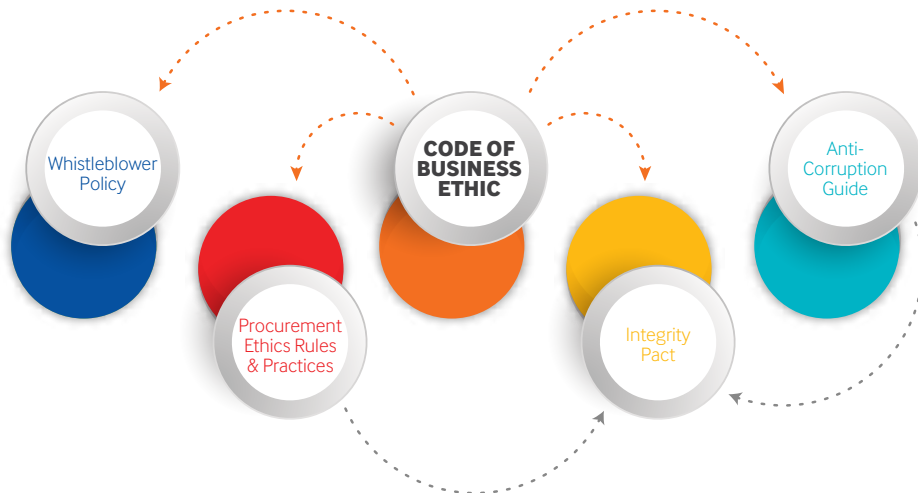 Whistleblower
Policy
Procurement
Ethics Rules
& Practices
CODE OF
BUSINESS
ETHIC
Integrity
Pact
Anti-
Corruption
Guide